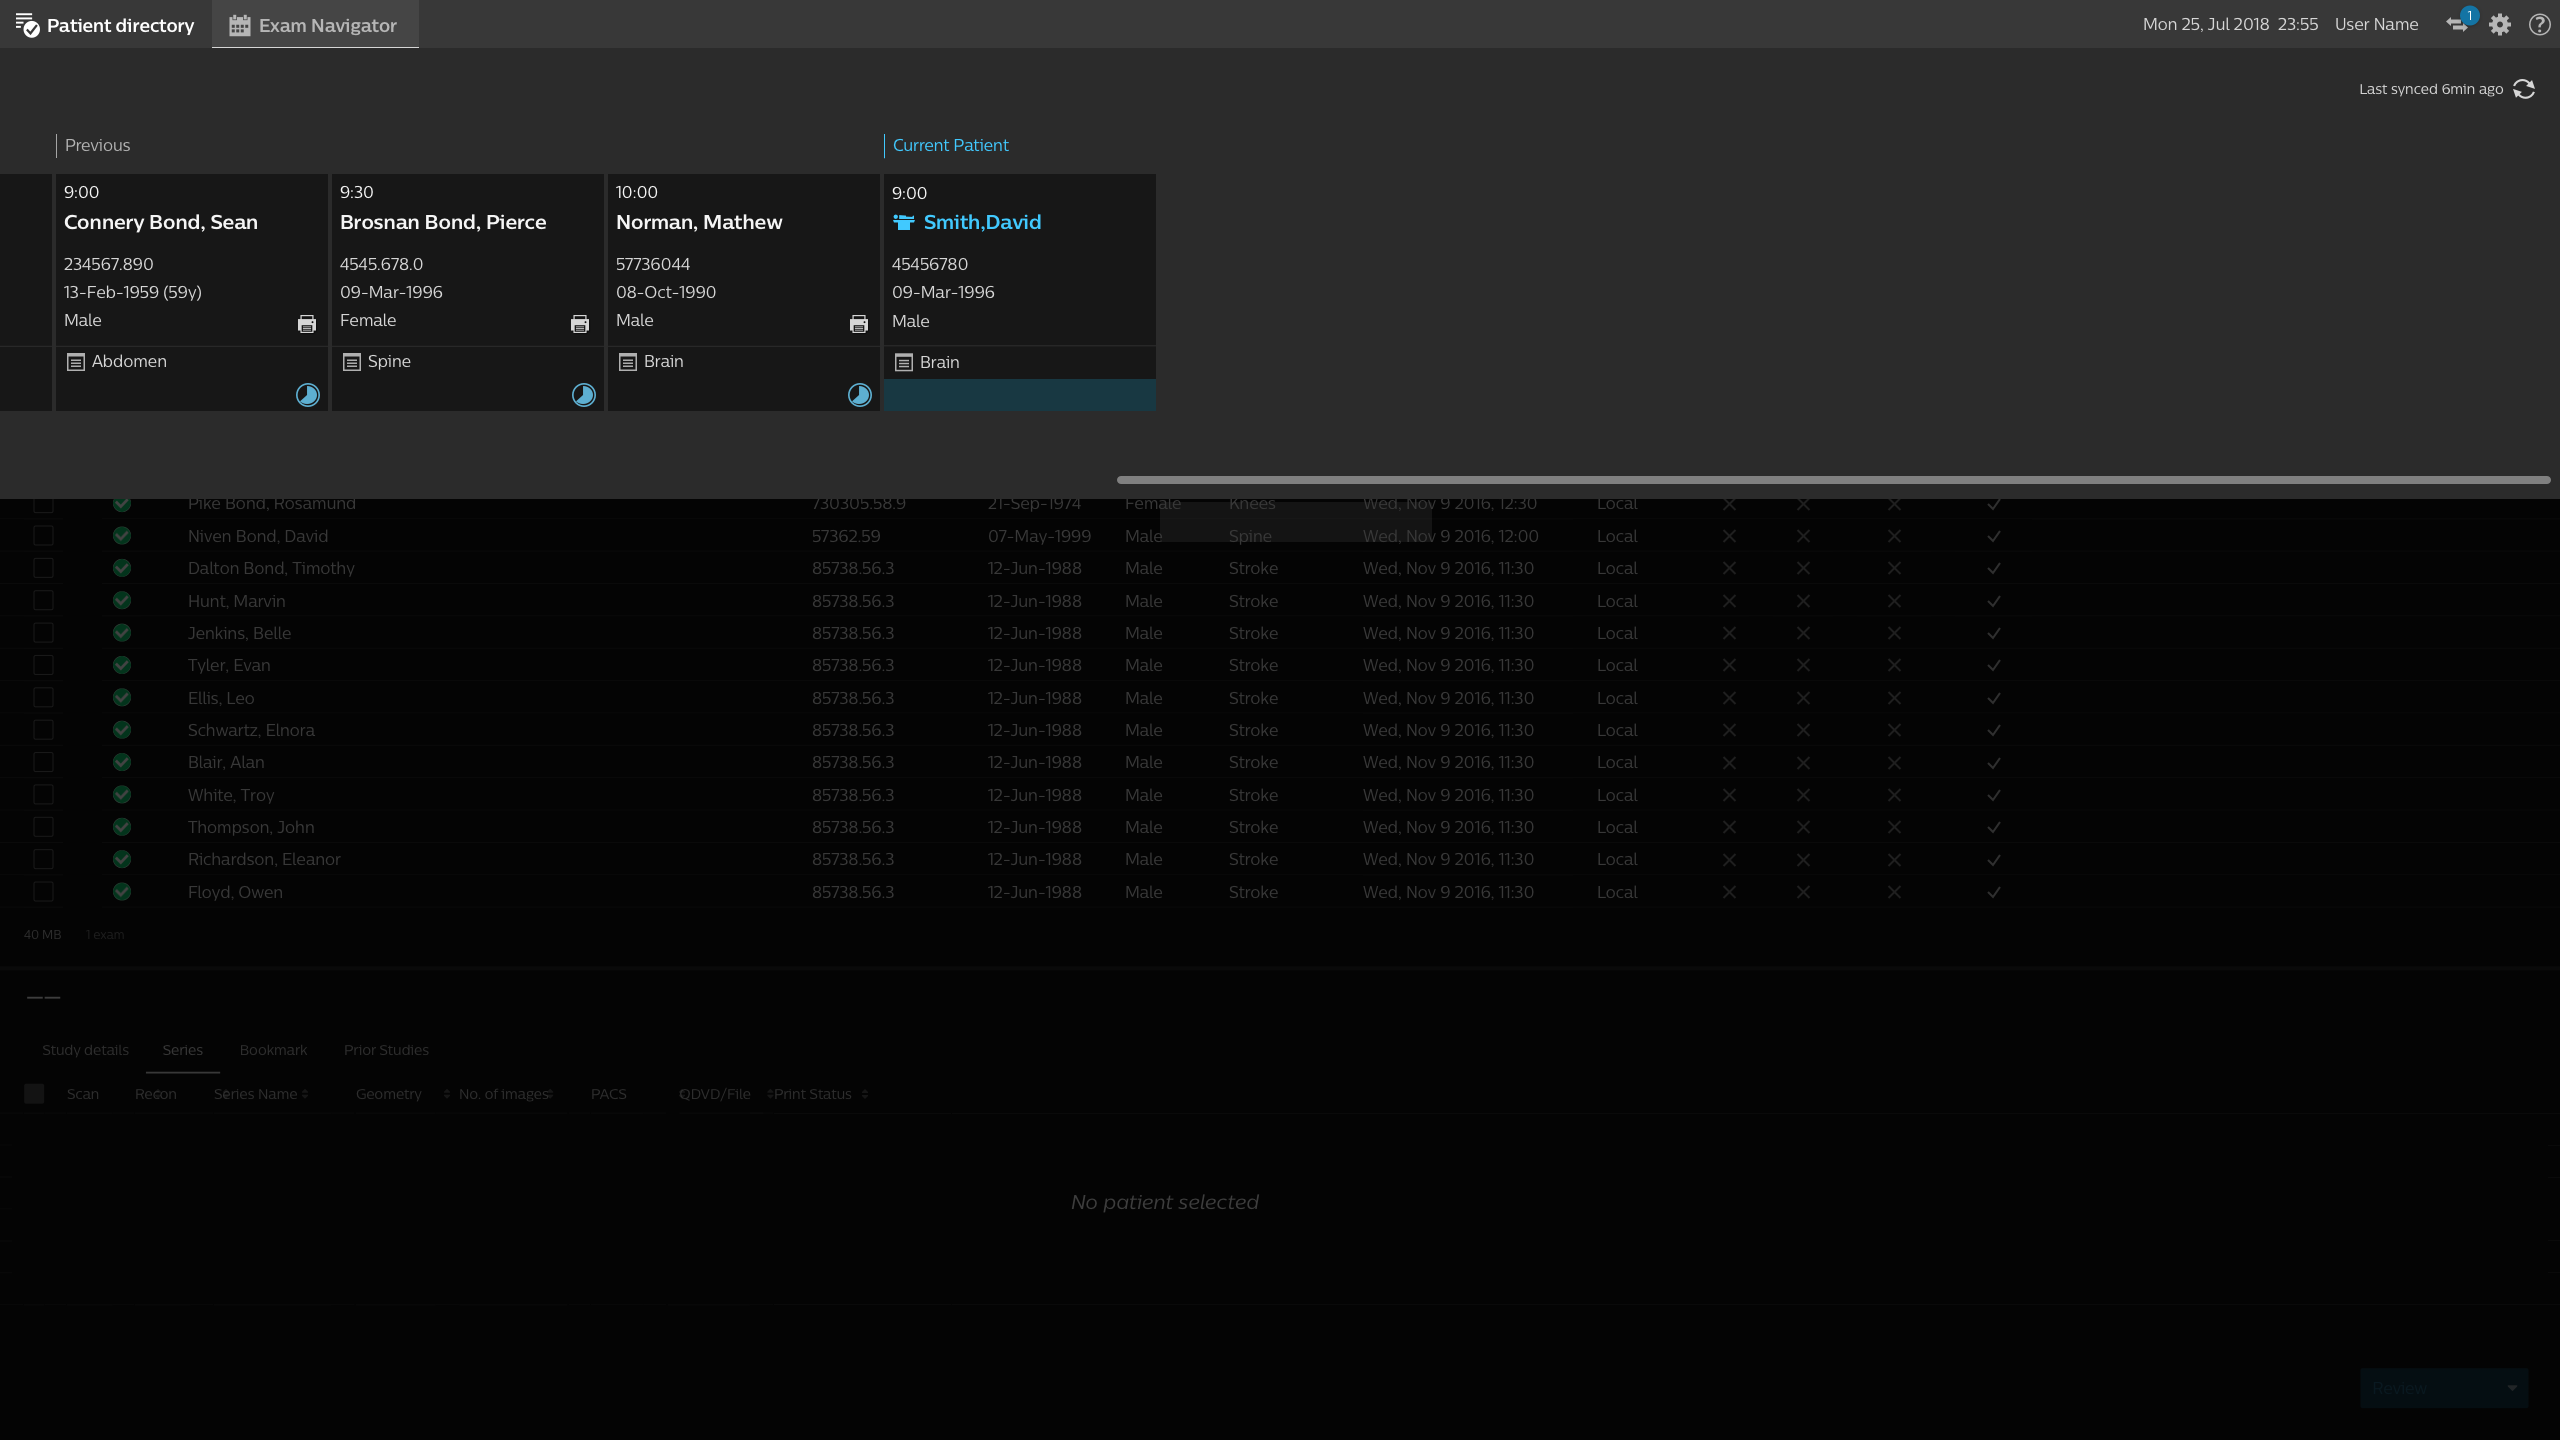 Patient directory Exam Navigator Mon 25, Jul 2018 23:55 User Name 1
Last synced 6min ago
Previous Current Patient
9:00 9:30 10:00 9:00
Connery Bond, Sean Brosnan Bond, Pierce Norman, Mathew Smith,David
234567.890 4545.678.0 57736044 45456780
13-Feb-1959 (59y) 09-Mar-1996 08-Oct-1990 09-Mar-1996
Male Female Male Male
Abdomen Spine Brain Brain
Pike Bond, Rosamund 730305.58.9 21-Sep-1974 Female Knees Wed, Nov 9 2016, 12:30 Local
Niven Bond, David 57362.59 07-May-1999 Male Spine Wed, Nov 9 2016, 12:00 Local
Dalton Bond, Timothy 85738.56.3 12-Jun-1988 Male Stroke Wed, Nov 9 2016, 11:30 Local
Hunt, Marvin 85738.56.3 12-Jun-1988 Male Stroke Wed, Nov 9 2016, 11:30 Local
Jenkins, Belle 85738.56.3 12-Jun-1988 Male Stroke Wed, Nov 9 2016, 11:30 Local
Tyler, Evan 85738.56.3 12-Jun-1988 Male Stroke Wed, Nov 9 2016, 11:30 Local
Ellis, Leo 85738.56.3 12-Jun-1988 Male Stroke Wed, Nov 9 2016, 11:30 Local
Schwartz, Elnora 85738.56.3 12-Jun-1988 Male Stroke Wed, Nov 9 2016, 11:30 Local
Blair, Alan 85738.56.3 12-Jun-1988 Male Stroke Wed, Nov 9 2016, 11:30 Local
White, Troy 85738.56.3 12-Jun-1988 Male Stroke Wed, Nov 9 2016, 11:30 Local
Thompson, John 85738.56.3 12-Jun-1988 Male Stroke Wed, Nov 9 2016, 11:30 Local
Richardson, Eleanor 85738.56.3 12-Jun-1988 Male Stroke Wed, Nov 9 2016, 11:30 Local
Floyd, Owen 85738.56.3 12-Jun-1988 Male Stroke Wed, Nov 9 2016, 11:30 Local
40 MB 1 exam
Study details Series Bookmark Prior Studies
Scan Recon Series Name Geometry No. of images PACS QDVD/File Print Status
No patient selected
Review